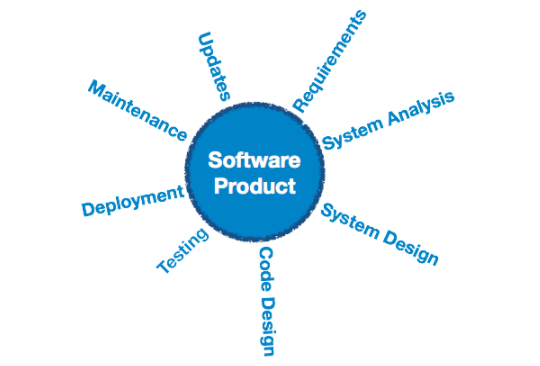 Software
Product
Requirements
System Analysis
System Design
Code Design
Testing
Deployment
Maintenance
Updates